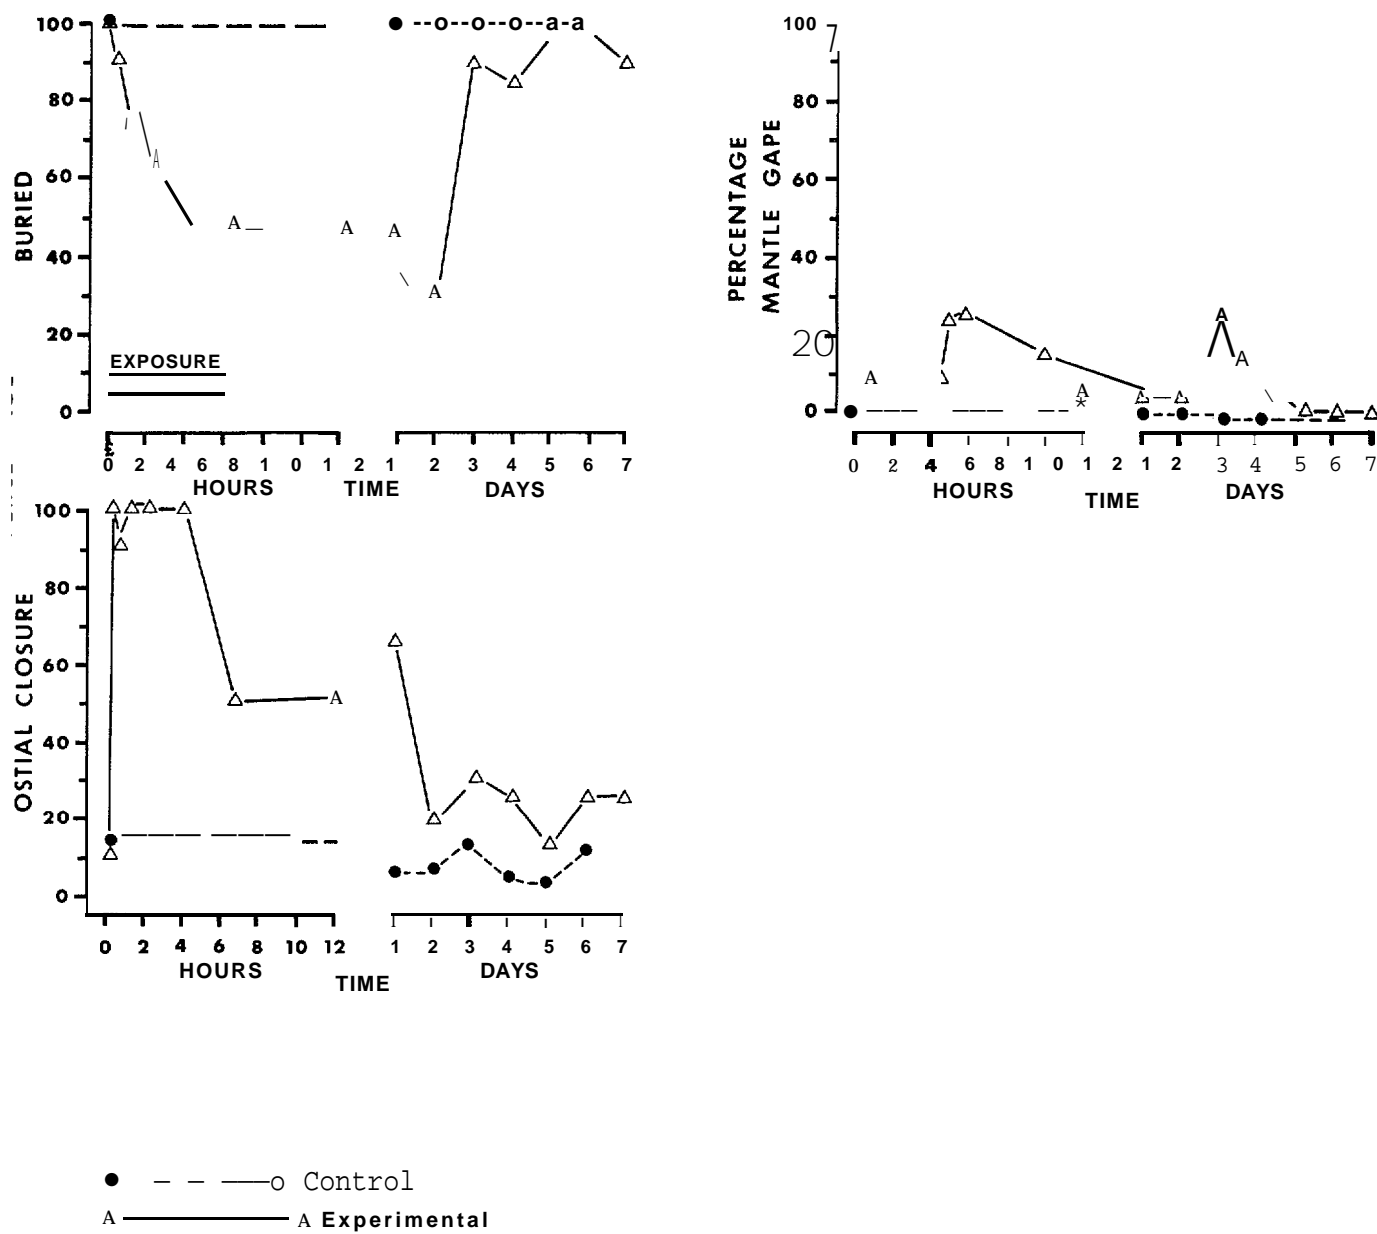 100
80
60
40
20
0
BURIED
EXPOSURE
● --o--o--o--a-a
A
A
A
A
A
0 2 4 6 8 1 0 1 2 1 2 3 4 5 6 7
HOURS TIME DAYS
100
80
60
40
20
0
PERCENTAGE
MANTLE GAPE
A
A
*
A
A
0 2 4 6 8 1 0 1 2 1 2 3 4 5 6 7
HOURS TIME DAYS
100
80
60
40
20
0
OSTIAL CLOSURE
A
0 2 4 6 8 10 12 1 2 3 4 5 6 7
HOURS TIME DAYS
● — — ——o Control
A —— A Experimental